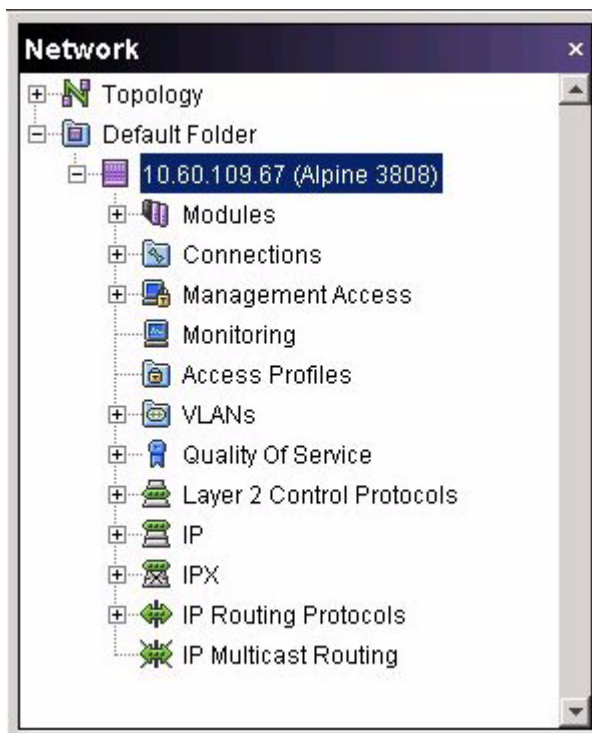 Network
Topology
Default Folder
10.60.109.67 (Alpine 3808)
Modules
Connections
Management Access
Monitoring
Access Profiles
VLANs
Quality Of Service
Layer 2 Control Protocols
IP
IPX
IP Routing Protocols
IP Multicast Routing